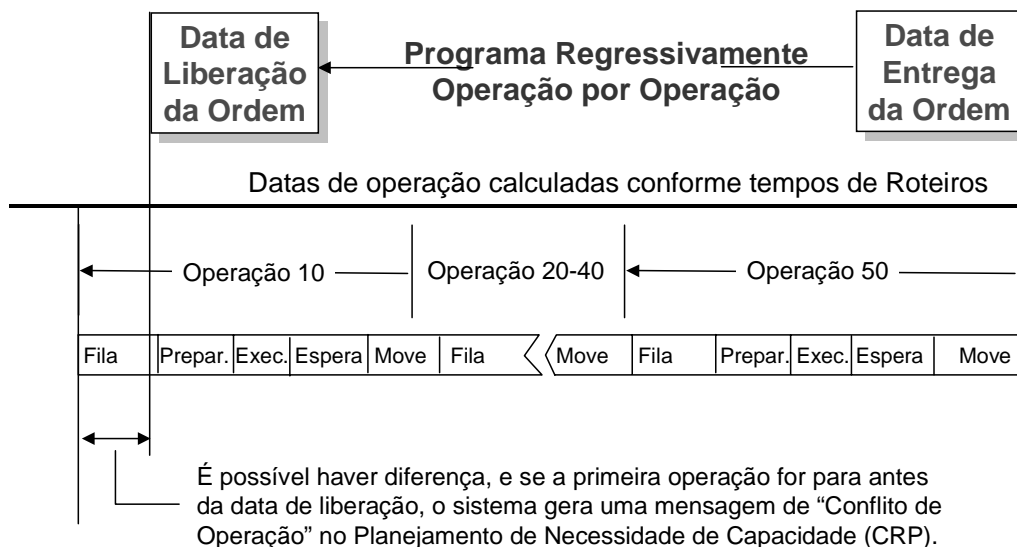 Data de
Liberação
da Ordem
Programa Regressivamente
Operação por Operação
Data de
Entrega
da Ordem
Datas de operação calculadas conforme tempos de Roteiros
Operação 10
Operação 20-40
Operação 50
Fila
Prepar.
Exec.
Espera
Move
Fila
Move
Fila
Prepar.
Exec.
Espera
Move
É possível haver diferença, e se a primeira operação for para antes
da data de liberação, o sistema gera uma mensagem de “Conflito de
Operação” no Planejamento de Necessidade de Capacidade (CRP).